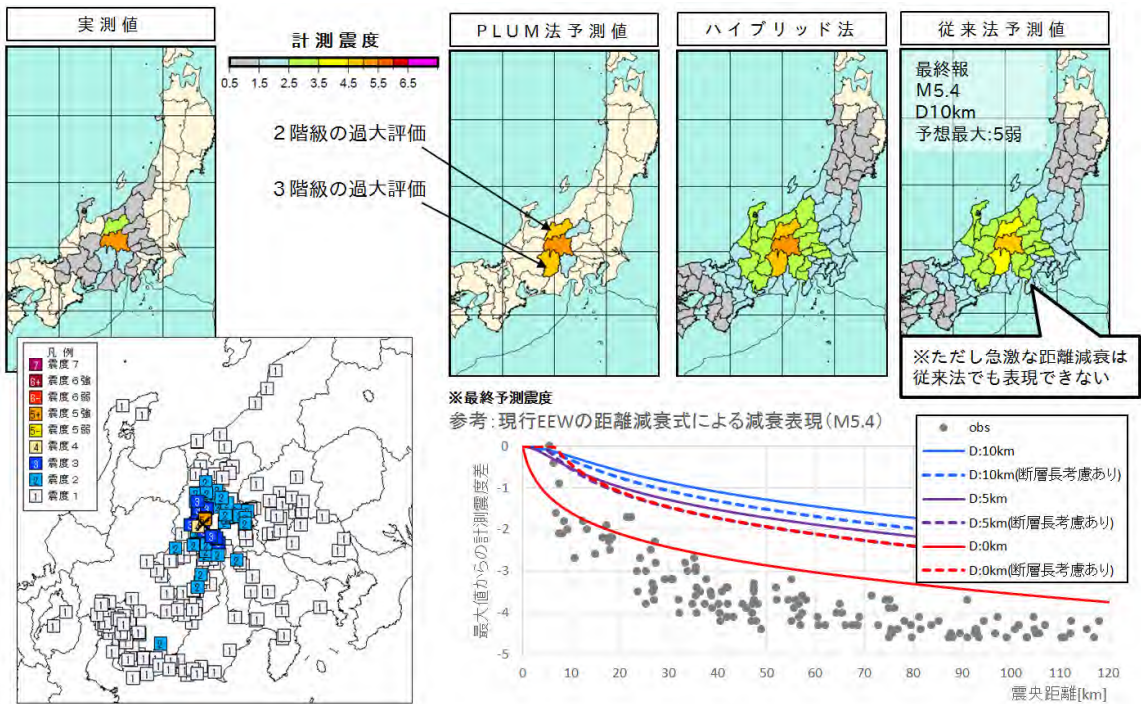 実測値
計測震度
0.5 1.5 2.5 3.5 4.5 5.5 6.5
PLUM法予測値
ハイブリッド法
従来法予測値
2階級の過大評価
3階級の過大評価
最終報
M5.4
D10km
予想最大:5弱
※ただし急激な距離減衰は
従来法でも表現できない
凡例
7 震度7
6+ 震度6強
6- 震度6弱
5+ 震度5強
5- 震度5弱
4 震度4
3 震度3
2 震度2
1 震度1
※最終予測震度
参考:現行EEWの距離減衰式による減衰表現(M5.4)
obs
D:10km
D:10km(断層長考慮あり)
D:5km
D:5km(断層長考慮あり)
D:0km
D:0km(断層長考慮あり)
最大値からの計測震度差
0
-1
-2
-3
-4
-5
0 10 20 30 40 50 60 70 80 90 100 110 120
震央距離[km]